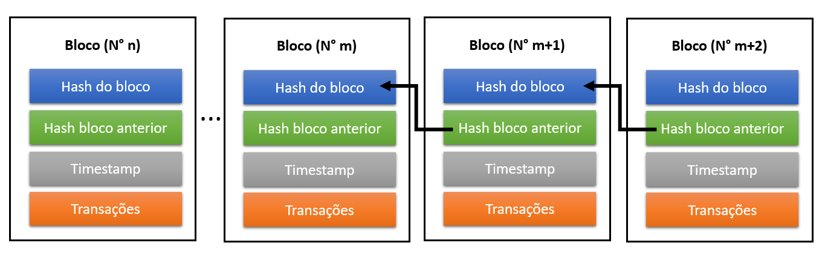 Bloco (N° n)
Hash do bloco
Hash bloco anterior
Timestamp
Transações
...
Bloco (N° m)
Hash do bloco
Hash bloco anterior
Timestamp
Transações
Bloco (N° m+1)
Hash do bloco
Hash bloco anterior
Timestamp
Transações
Bloco (N° m+2)
Hash do bloco
Hash bloco anterior
Timestamp
Transações